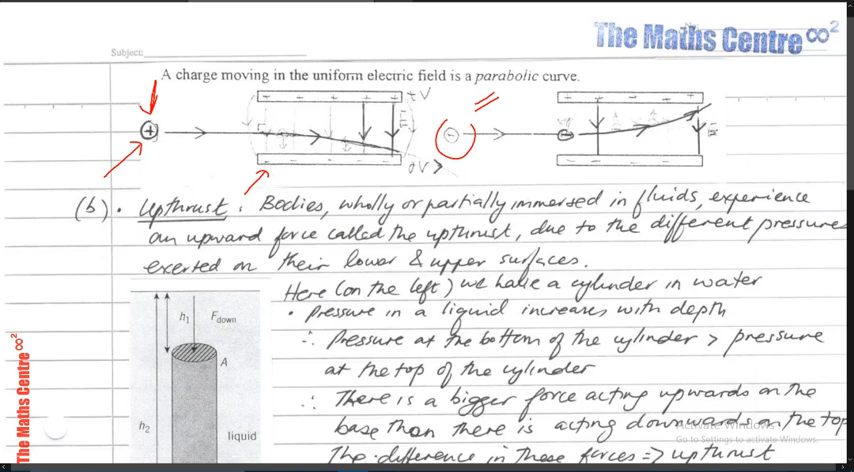 The Maths Centre ∞²
Subject:
A charge moving in the uniform electric field is a parabolic curve.
+V
0V
(b) • Upthrust : Bodies, wholly or partially immersed in fluids, experience
an upward force called the upthrust, due to the different pressures
exerted on their lower & upper surfaces.
Here (on the left) we have a cylinder in water
• Pressure in a liquid increases with depth
∴ Pressure at the bottom of the cylinder > pressure
at the top of the cylinder
∴ There is a bigger force acting upwards on the
base than there is acting downwards on the top
The difference in these forces => upthrust
h₁
F down
A
h₂
liquid
The Maths Centre ∞²
Activate Windows
Go to Settings to activate Windows.